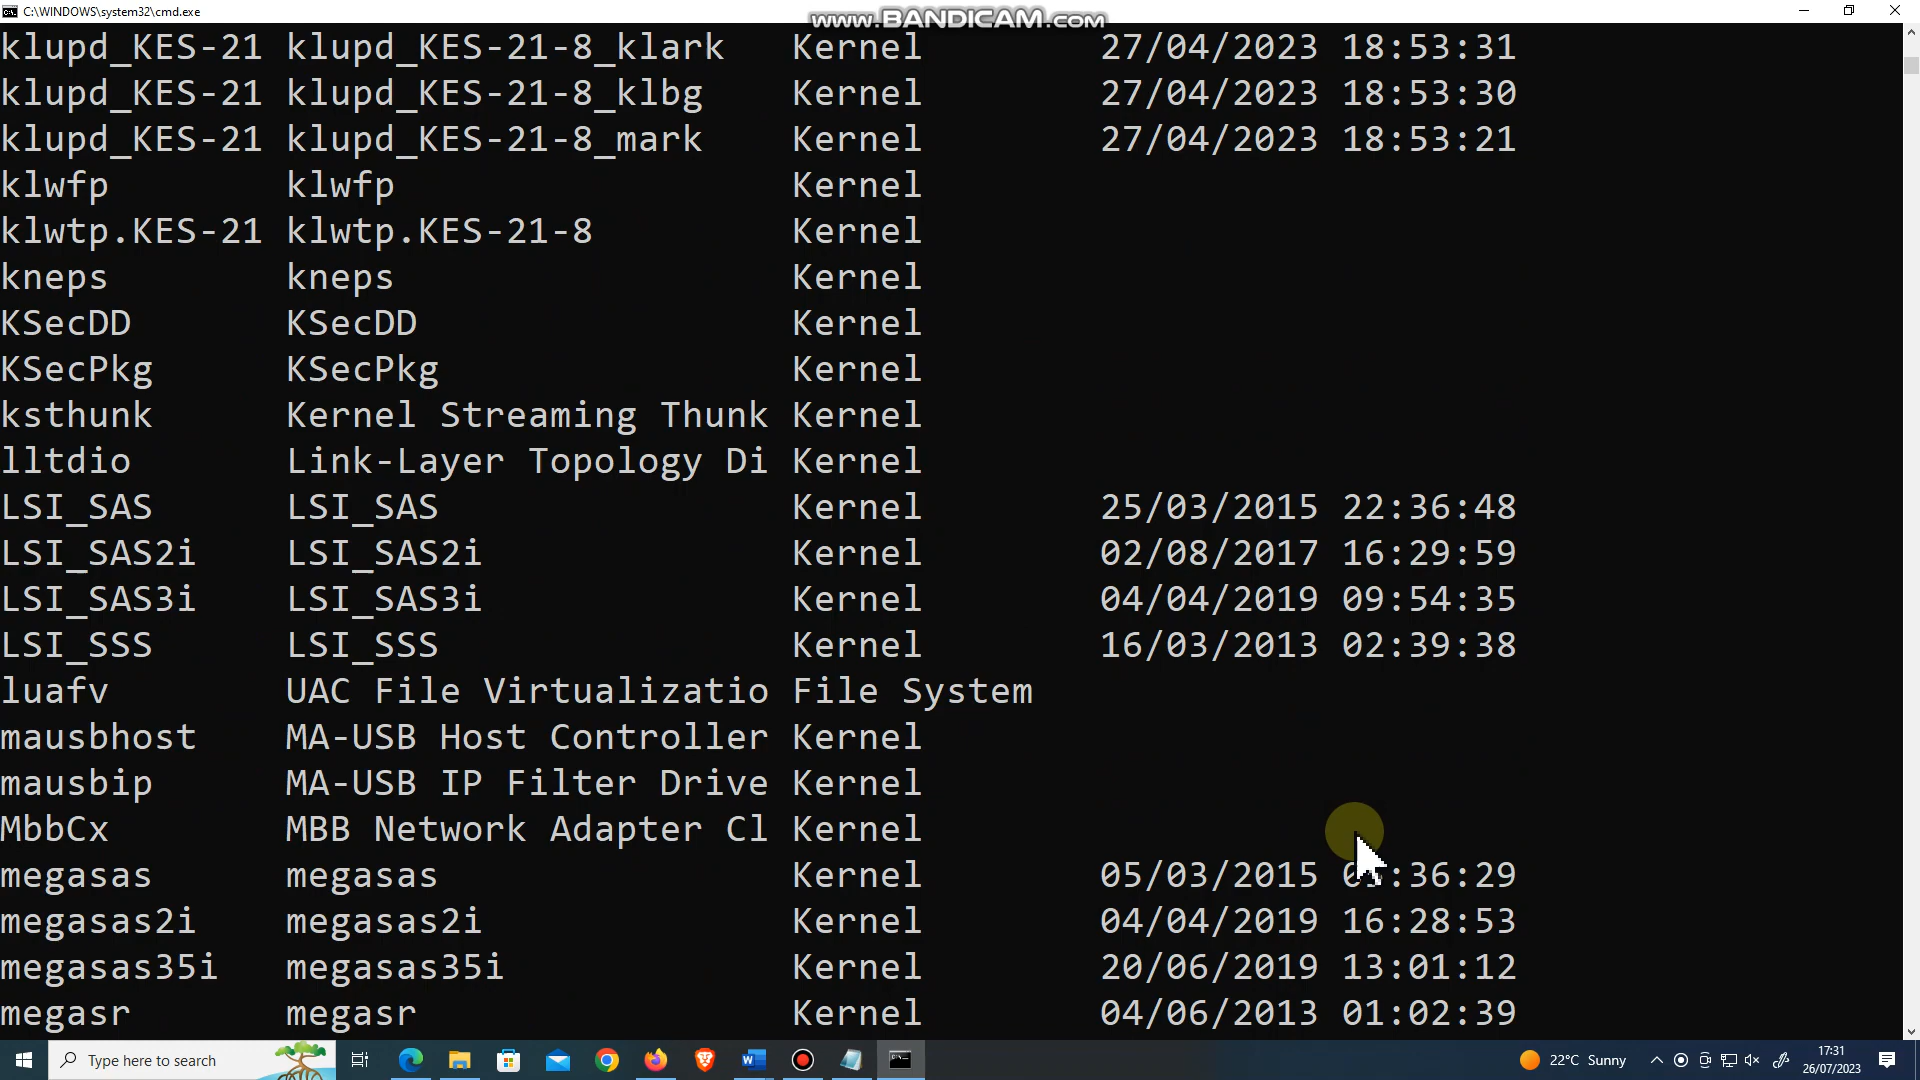 C:\WINDOWS\system32\cmd.exe
www.BANDICAM.com
klupd_KES-21 klupd_KES-21-8_klark Kernel 27/04/2023 18:53:31
klupd_KES-21 klupd_KES-21-8_klbg Kernel 27/04/2023 18:53:30
klupd_KES-21 klupd_KES-21-8_mark Kernel 27/04/2023 18:53:21
klwfp klwfp Kernel
klwtp.KES-21 klwtp.KES-21-8 Kernel
kneps kneps Kernel
KSecDD KSecDD Kernel
KSecPkg KSecPkg Kernel
ksthunk Kernel Streaming Thunk Kernel
lltdio Link-Layer Topology Di Kernel
LSI_SAS LSI_SAS Kernel 25/03/2015 22:36:48
LSI_SAS2i LSI_SAS2i Kernel 02/08/2017 16:29:59
LSI_SAS3i LSI_SAS3i Kernel 04/04/2019 09:54:35
LSI_SSS LSI_SSS Kernel 16/03/2013 02:39:38
luafv UAC File Virtualizatio File System
mausbhost MA-USB Host Controller Kernel
mausbip MA-USB IP Filter Drive Kernel
MbbCx MBB Network Adapter Cl Kernel
megasas megasas Kernel 05/03/2015
megasas2i megasas2i Kernel 04/04/2019 16:28:53
megasas35i megasas35i Kernel 20/06/2019 13:01:12
megasr megasr Kernel 04/06/2013 01:02:39
Type here to search
22°C Sunny
17:31
26/07/2023